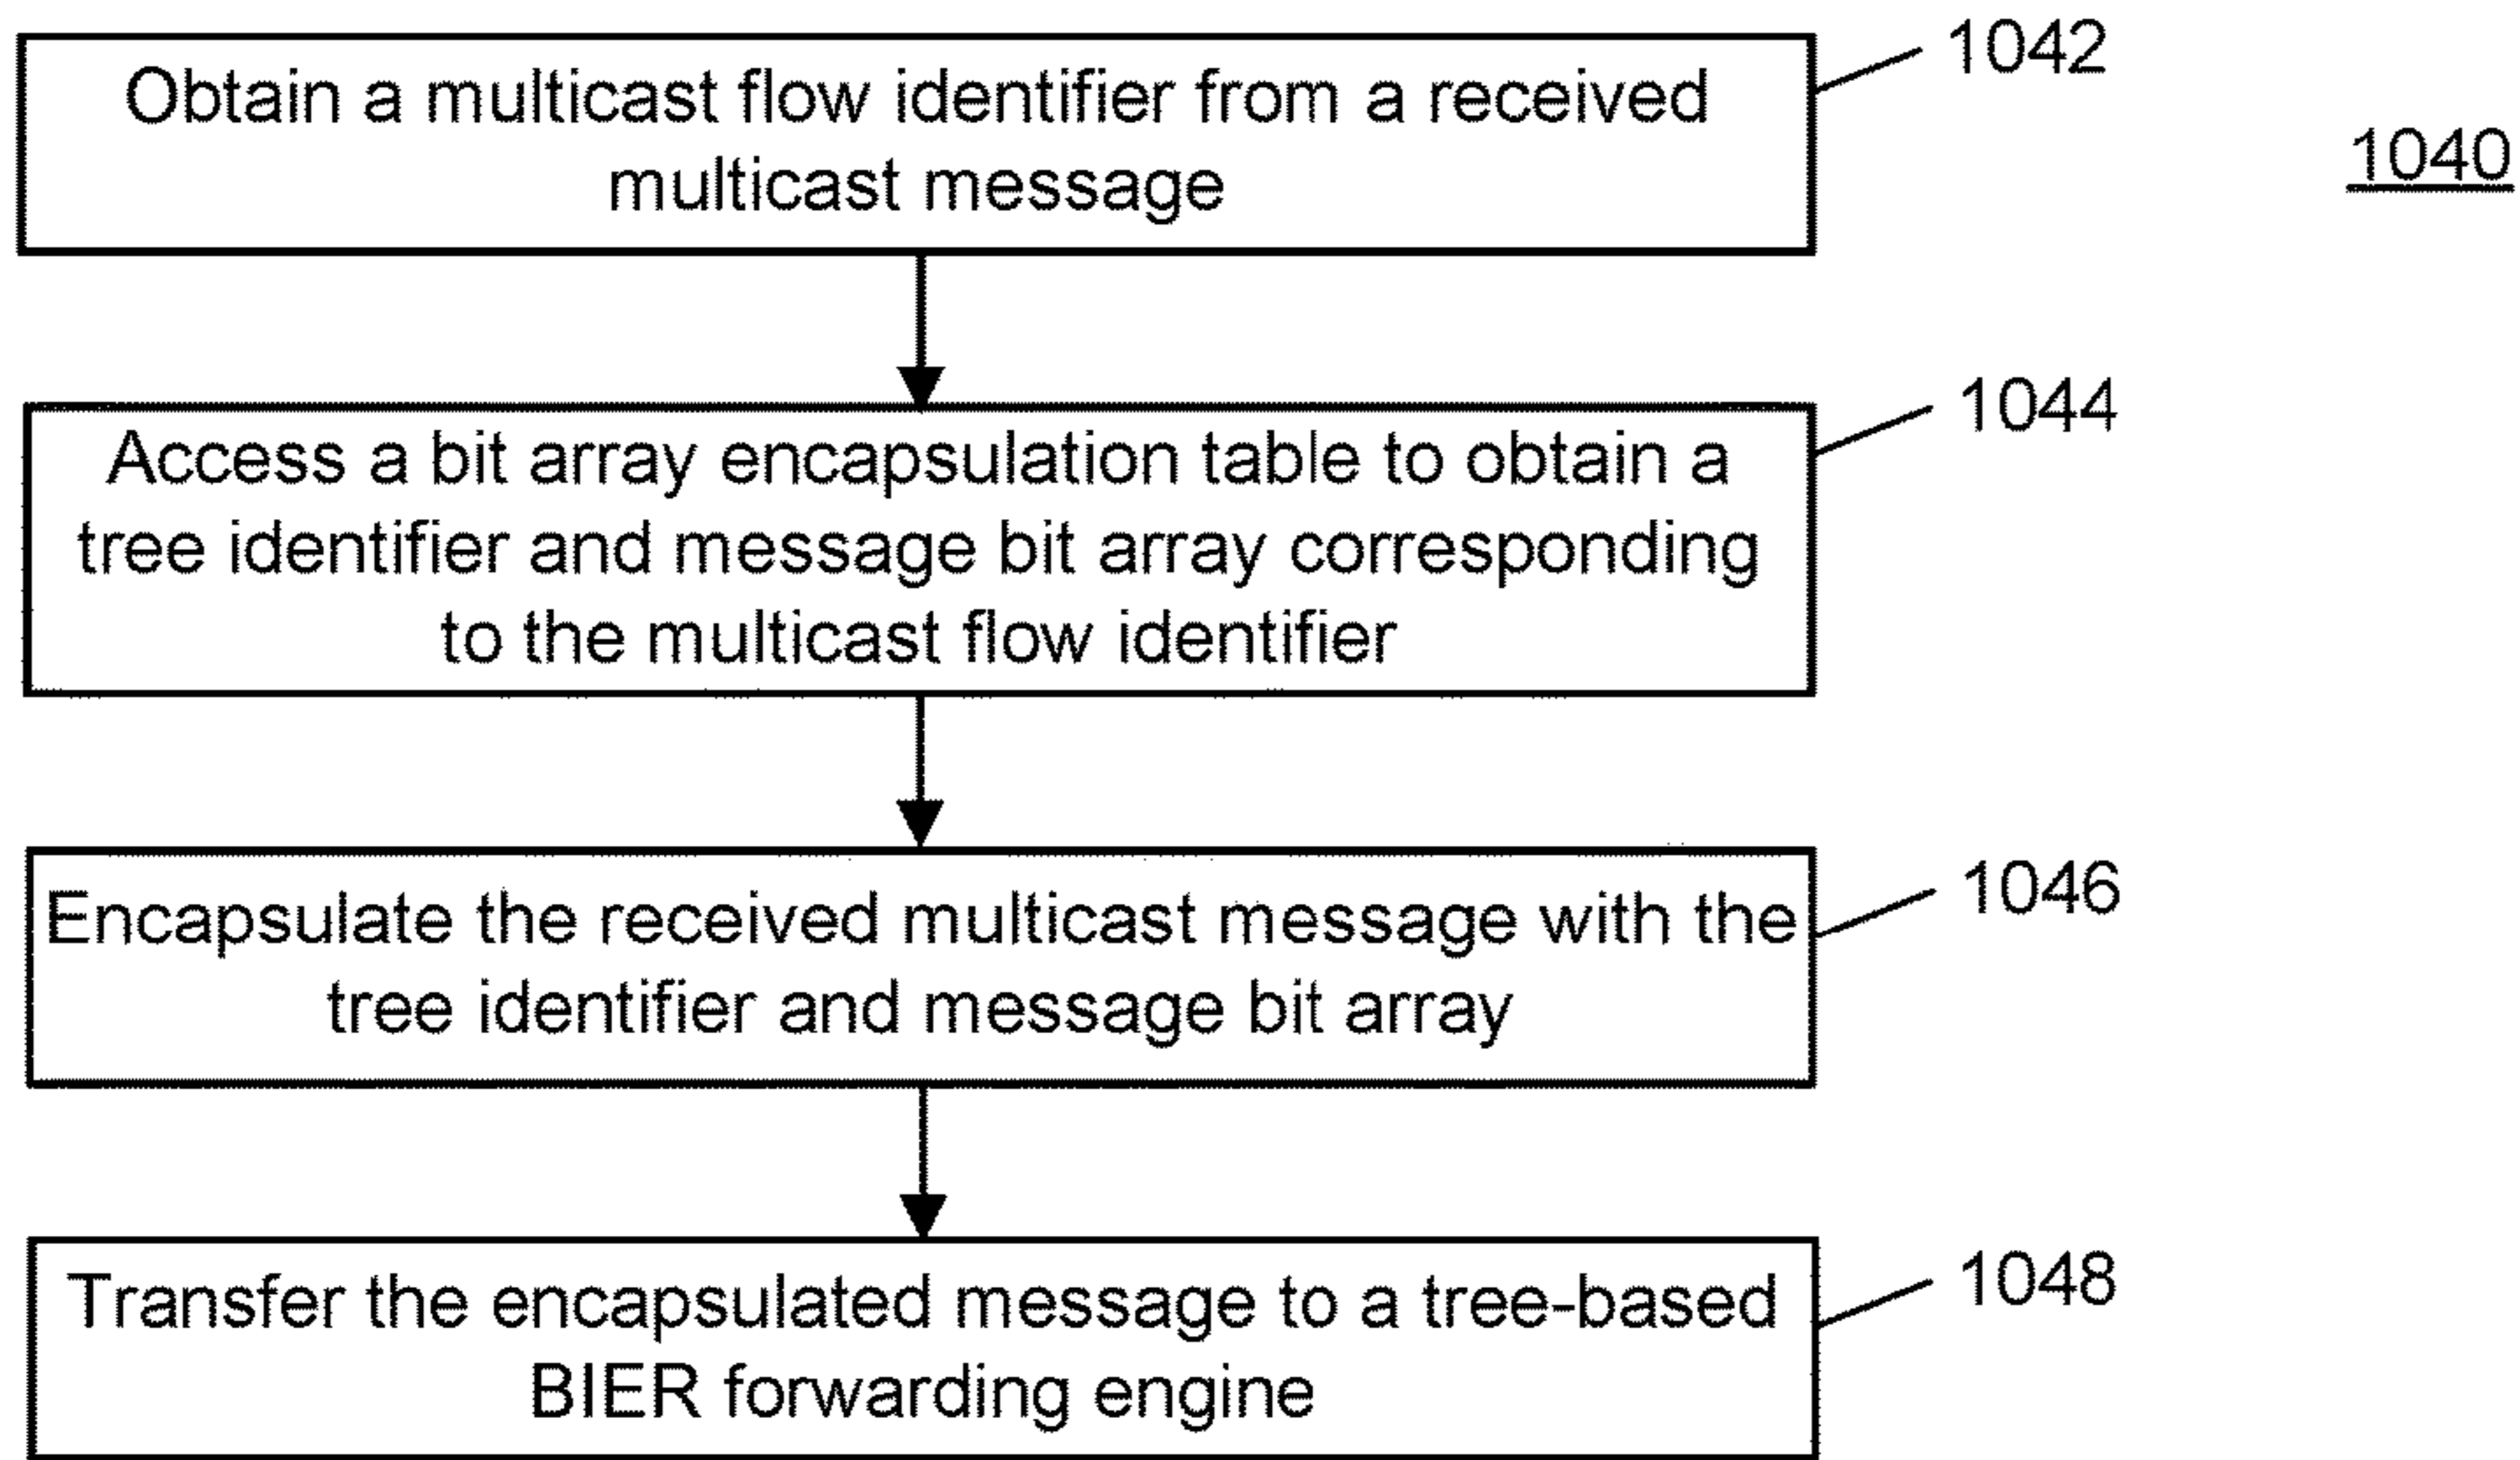 Obtain a multicast flow identifier from a received
multicast message
1042
1040
Access a bit array encapsulation table to obtain a
tree identifier and message bit array corresponding
to the multicast flow identifier
1044
Encapsulate the received multicast message with the
tree identifier and message bit array
1046
Transfer the encapsulated message to a tree-based
BIER forwarding engine
1048